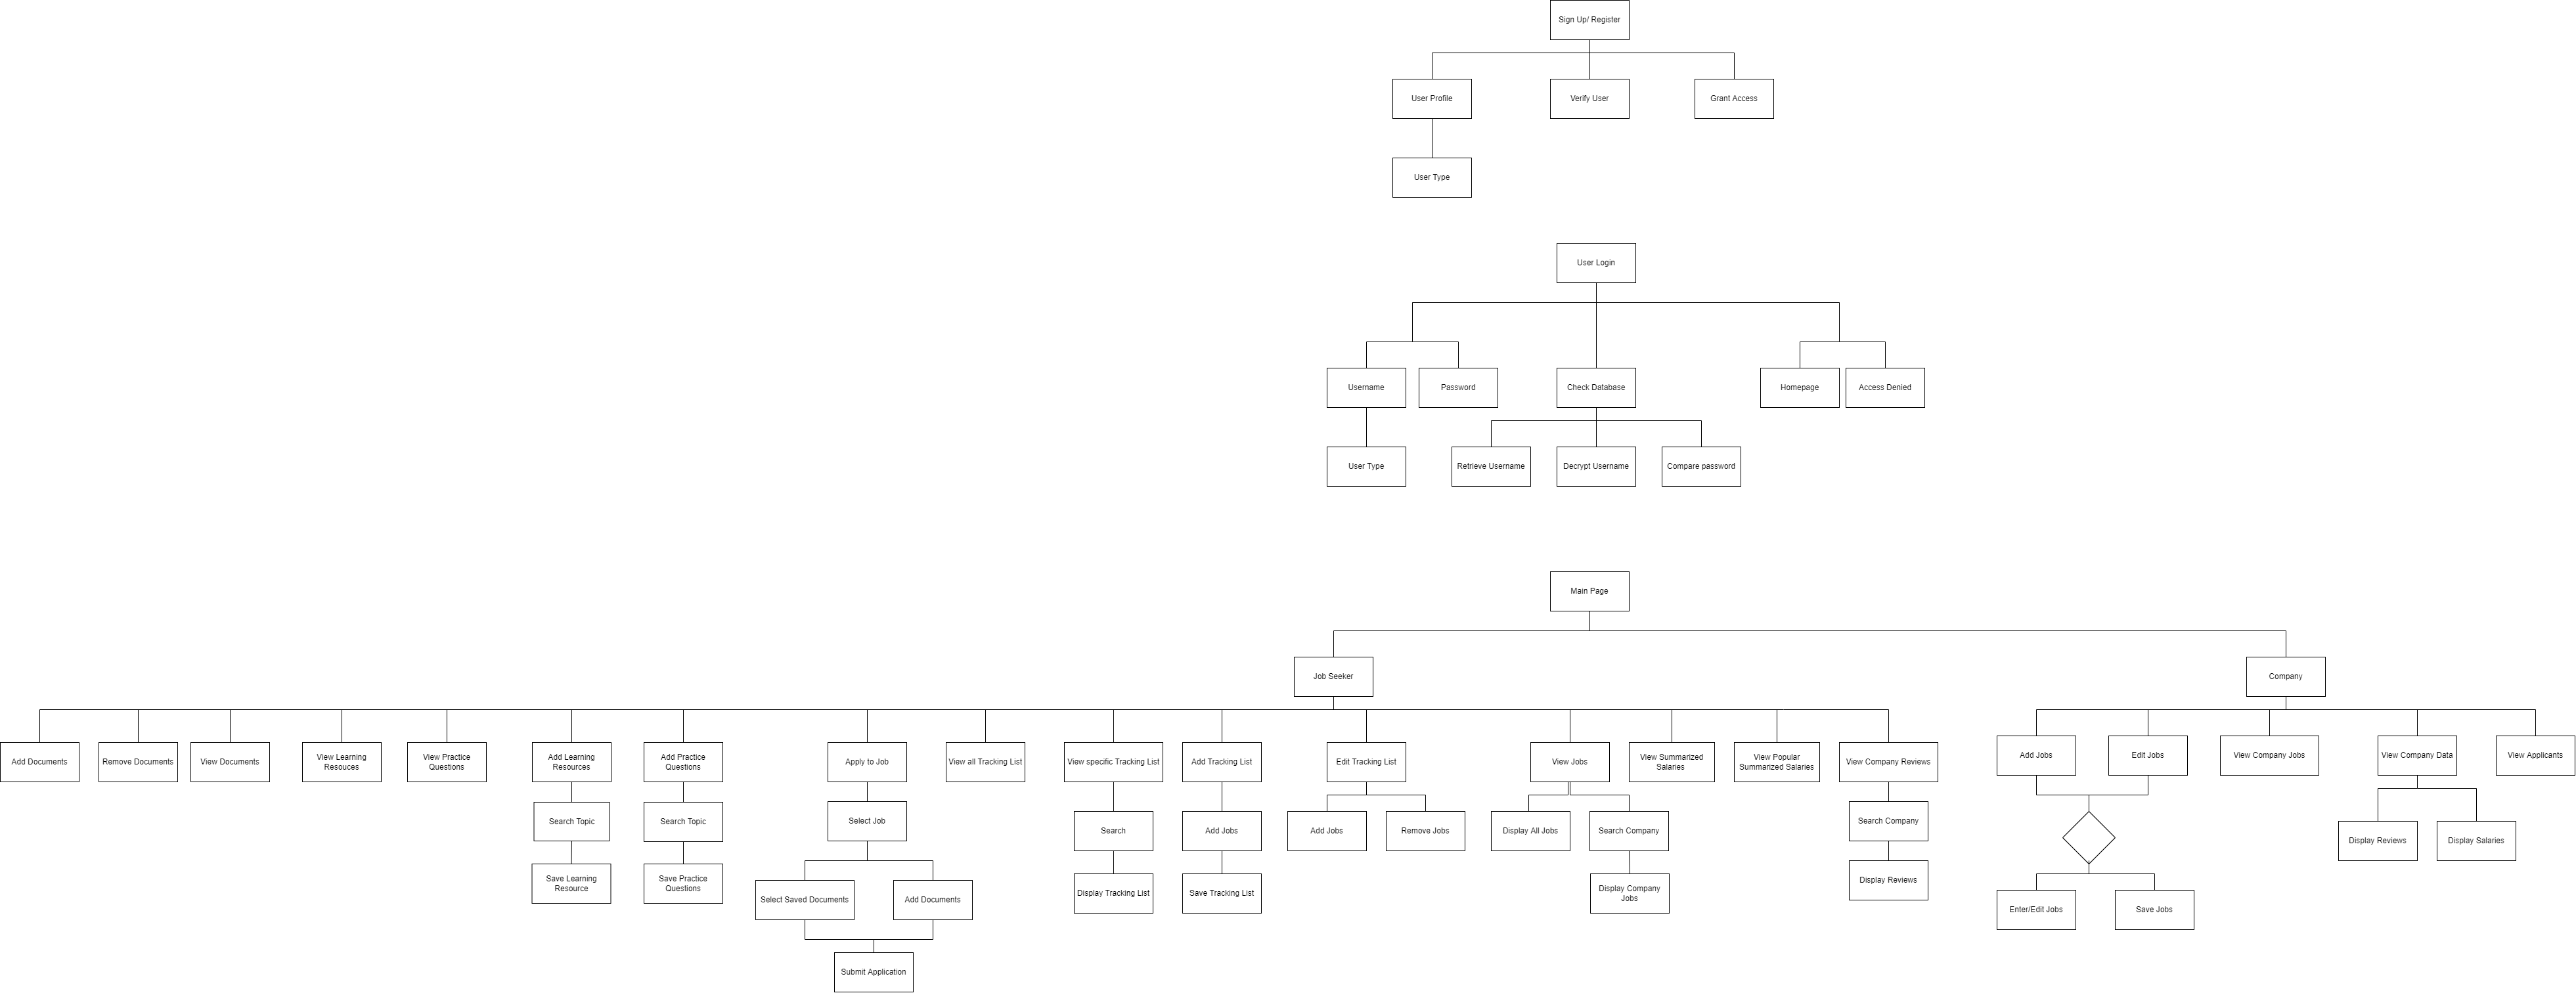 Sign Up/ Register
User Profile
Verify User
Grant Access
User Type
User Login
Username
Password
Check Database
Homepage
Access Denied
User Type
Retrieve Username
Decrypt Username
Compare password
Main Page
Job Seeker
Company
Add Documents
Remove Documents
View Documents
View Learning
Resouces
View Practice
Questions
Add Learning
Resources
Add Practice
Questions
Apply to Job
View all Tracking List
View specific Tracking List
Add Tracking List
Edit Tracking List
View Jobs
View Summarized
Salaries
View Popular
Summarized Salaries
View Company Reviews
Add Jobs
Edit Jobs
View Company Jobs
View Company Data
View Applicants
Search Topic
Search Topic
Select Job
Search
Add Jobs
Add Jobs
Remove Jobs
Display All Jobs
Search Company
Search Company
Display Reviews
Display Salaries
Save Learning
Resource
Save Practice
Questions
Select Saved Documents
Add Documents
Display Tracking List
Save Tracking List
Display Company
Jobs
Display Reviews
Enter/Edit Jobs
Save Jobs
Submit Application